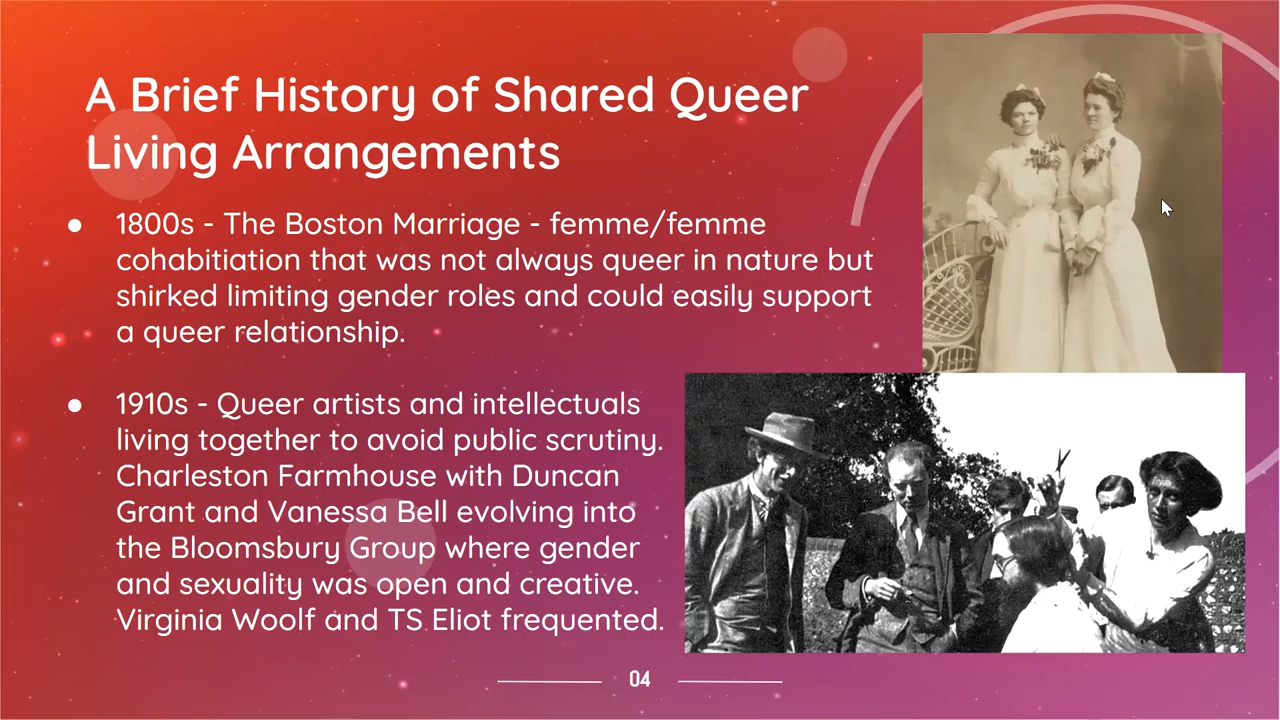 A Brief History of Shared Queer
Living Arrangements
● 1800s - The Boston Marriage - femme/femme
cohabitiation that was not always queer in nature but
shirked limiting gender roles and could easily support
a queer relationship.
● 1910s - Queer artists and intellectuals
living together to avoid public scrutiny.
Charleston Farmhouse with Duncan
Grant and Vanessa Bell evolving into
the Bloomsbury Group where gender
and sexuality was open and creative.
Virginia Woolf and TS Eliot frequented.
04